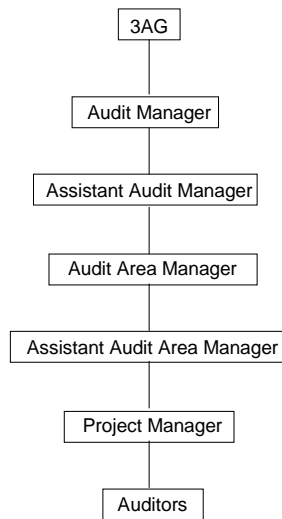 3AG
Audit Manager
Assistant Audit Manager
Audit Area Manager
Assistant Audit Area Manager
Project Manager
Auditors